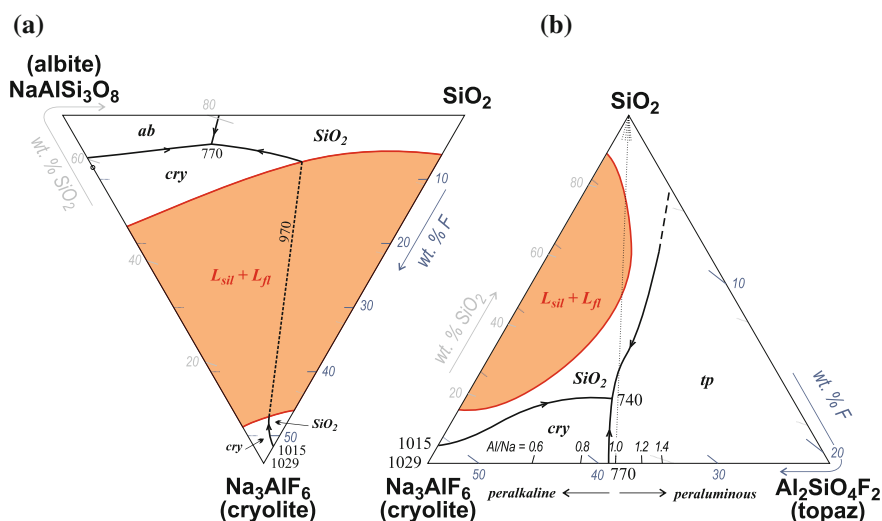 (a)
(albite)
NaAlSi3O8
SiO2
80
ab
SiO2
770
60
cry
wt. % SiO2
10
970
40
20
wt. % F
Lsil + Lfl
30
20
40
cry
SiO2
50
1015
1029
Na3AlF6
(cryolite)
(b)
SiO2
80
60
10
Lsil + Lfl
wt. % SiO2
40
SiO2
tp
20
740
wt. % F
cry
1015
Al/Na = 0.6 0.8 1.0 1.2 1.4
1029
50 40 770 30 20
Na3AlF6
(cryolite)
peralkaline
peraluminous
Al2SiO4F2
(topaz)